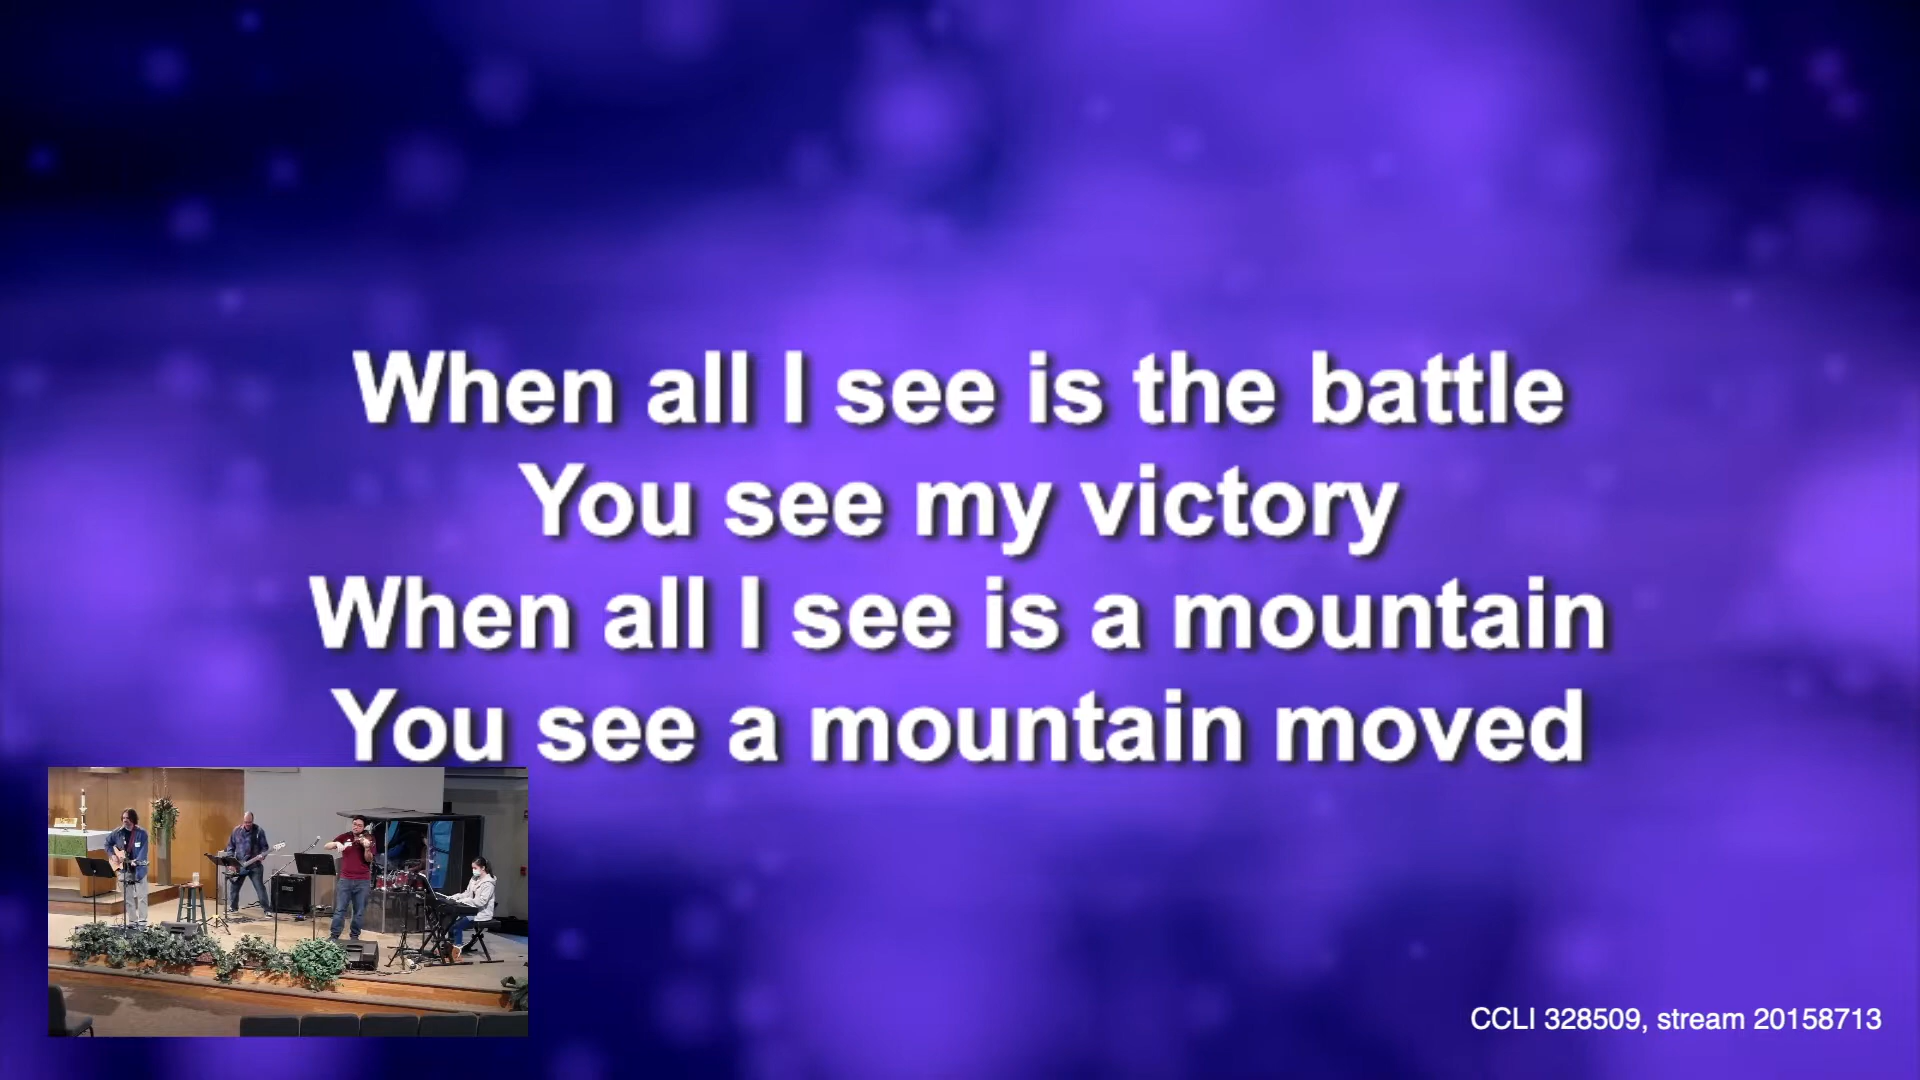 When all I see is the battle
You see my victory
When all I see is a mountain
You see a mountain moved
CCLI 328509, stream 20158713